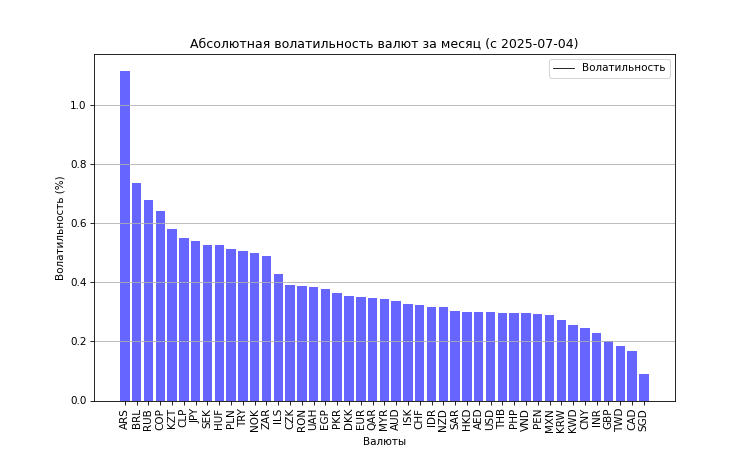 Абсолютная волатильность валют за месяц (с 2025-07-04)
Волатильность
Волатильность (%)
1.0
0.8
0.6
0.4
0.2
0.0
ARS BRL RUB COP KZT CLP JPY SEK HUF PLN TRY NOK ZAR ILS CZK RON UAH EGP PKR DKK EUR QAR MYR AUD ISK CHF IDR NZD SAR HKD AED USD THB PHP VND PEN MXN KRW KWD CNY INR GBP TWD CAD SGD
Валюты